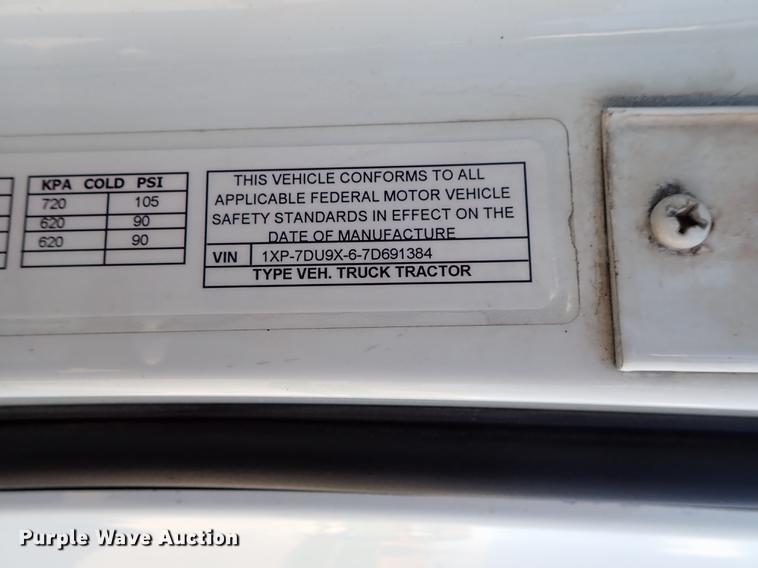 KPA COLD PSI
720 105
620 90
620 90
THIS VEHICLE CONFORMS TO ALL
APPLICABLE FEDERAL MOTOR VEHICLE
SAFETY STANDARDS IN EFFECT ON THE
DATE OF MANUFACTURE
VIN 1XP-7DU9X-6-7D691384
TYPE VEH. TRUCK TRACTOR
Purple Wave Auction